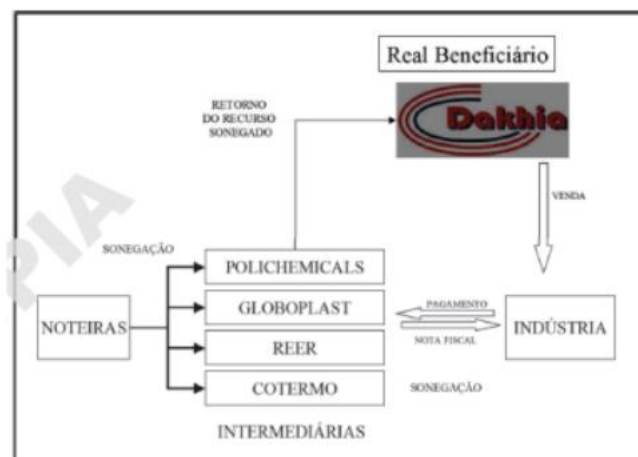 Real Beneficiário
RETORNO
DO RECURSO
SONEGADO
Dakhia
VENDA
SONEGAÇÃO
POLICHEMICALS
GLOBOPLAST
REER
COTERMO
INTERMEDIÁRIAS
NOTEIRAS
PAGAMENTO
NOTA FISCAL
INDÚSTRIA
SONEGAÇÃO
PIA